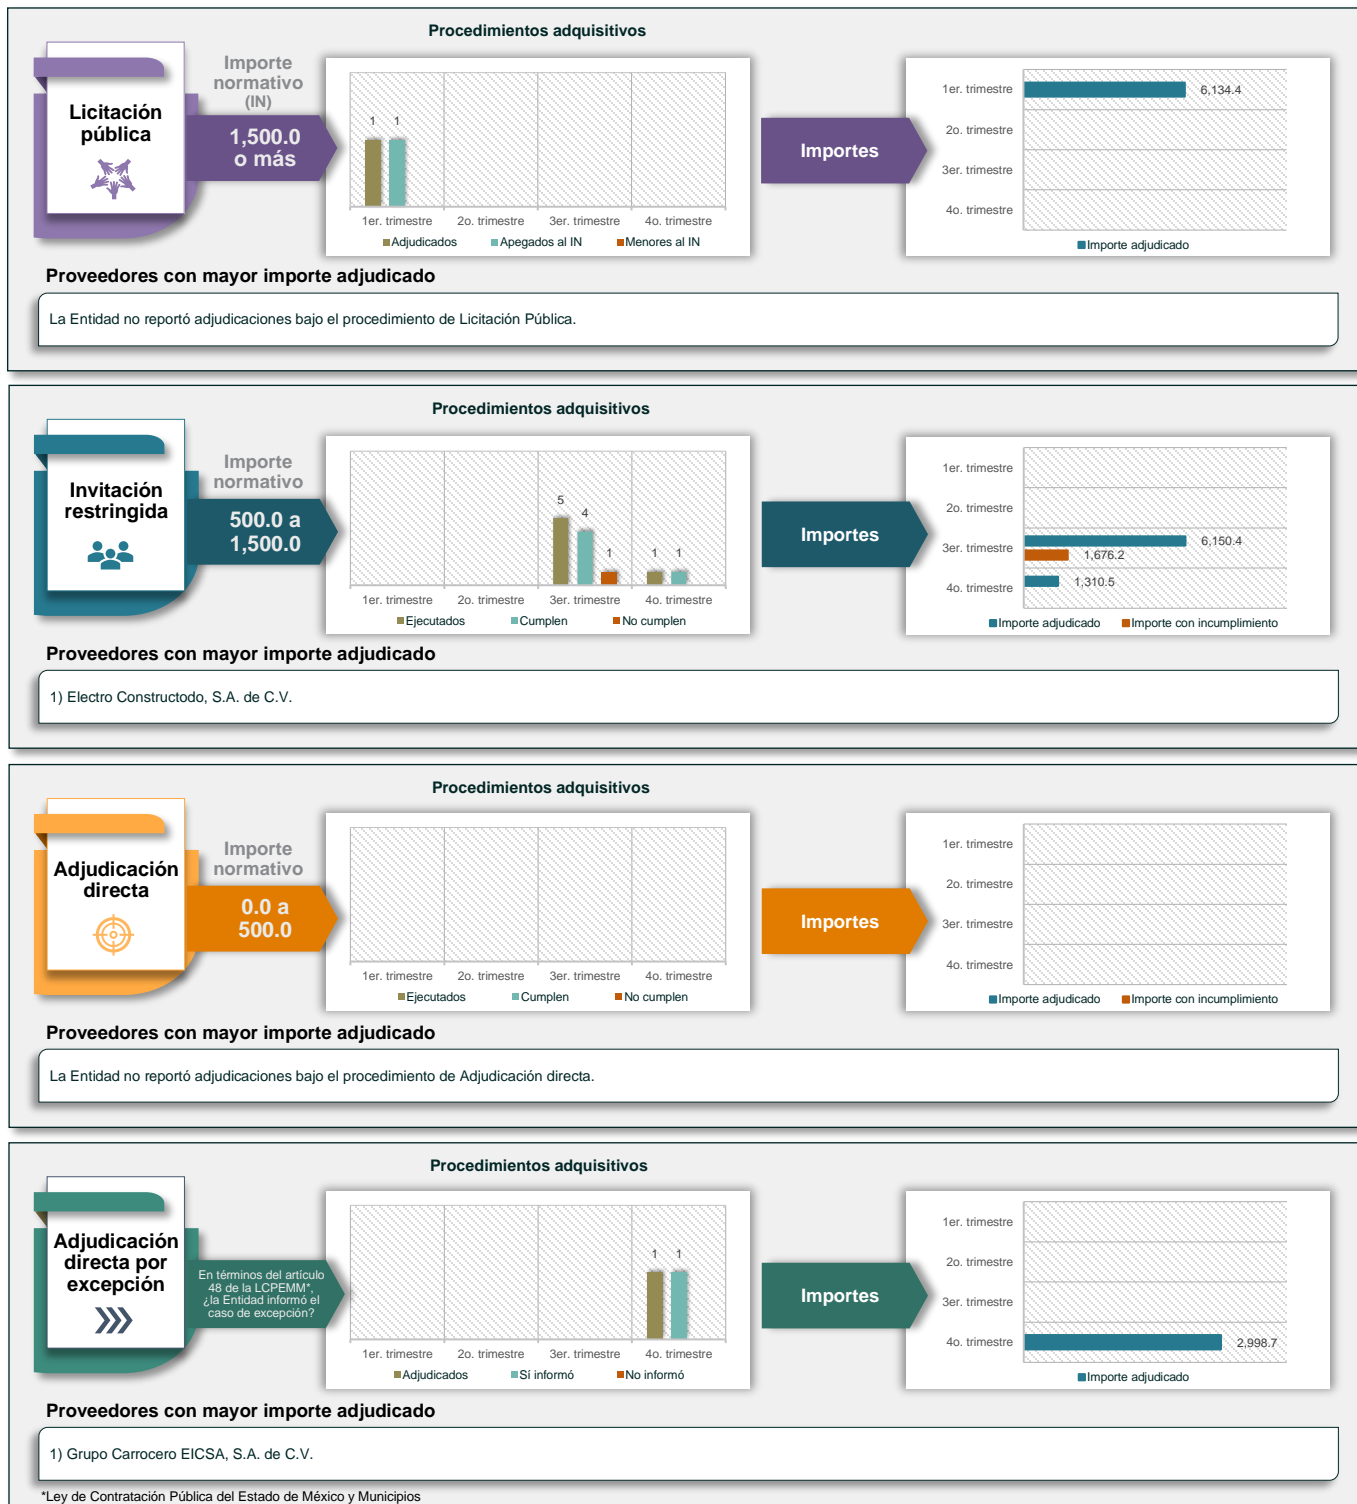 Procedimientos adquisitivos
Licitación
pública
Importe
normativo
(IN)
1,500.0
o más
1
1
1er. trimestre
2o. trimestre
3er. trimestre
4o. trimestre
Adjudicados
Apegados al IN
Menores al IN
Importes
1er. trimestre
6,134.4
2o. trimestre
3er. trimestre
4o. trimestre
Importe adjudicado
Proveedores con mayor importe adjudicado
La Entidad no reportó adjudicaciones bajo el procedimiento de Licitación Pública.
Procedimientos adquisitivos
Invitación
restringida
Importe
normativo
500.0 a
1,500.0
5
4
1
1
1
1er. trimestre
2o. trimestre
3er. trimestre
4o. trimestre
Ejecutados
Cumplen
No cumplen
Importes
1er. trimestre
2o. trimestre
3er. trimestre
6,150.4
1,676.2
4o. trimestre
1,310.5
Importe adjudicado
Importe con incumplimiento
Proveedores con mayor importe adjudicado
1) Electro Constructodo, S.A. de C.V.
Procedimientos adquisitivos
Adjudicación
directa
Importe
normativo
0.0 a
500.0
1er. trimestre
2o. trimestre
3er. trimestre
4o. trimestre
Ejecutados
Cumplen
No cumplen
Importes
1er. trimestre
2o. trimestre
3er. trimestre
4o. trimestre
Importe adjudicado
Importe con incumplimiento
Proveedores con mayor importe adjudicado
La Entidad no reportó adjudicaciones bajo el procedimiento de Adjudicación directa.
Procedimientos adquisitivos
Adjudicación
directa por
excepción
En términos del artículo
48 de la LCPEMM*,
¿la Entidad informó el
caso de excepción?
1
1
1er. trimestre
2o. trimestre
3er. trimestre
4o. trimestre
Adjudicados
Sí informó
No informó
Importes
1er. trimestre
2o. trimestre
3er. trimestre
4o. trimestre
2,998.7
Importe adjudicado
Proveedores con mayor importe adjudicado
1) Grupo Carrocero EICSA, S.A. de C.V.
*Ley de Contratación Pública del Estado de México y Municipios